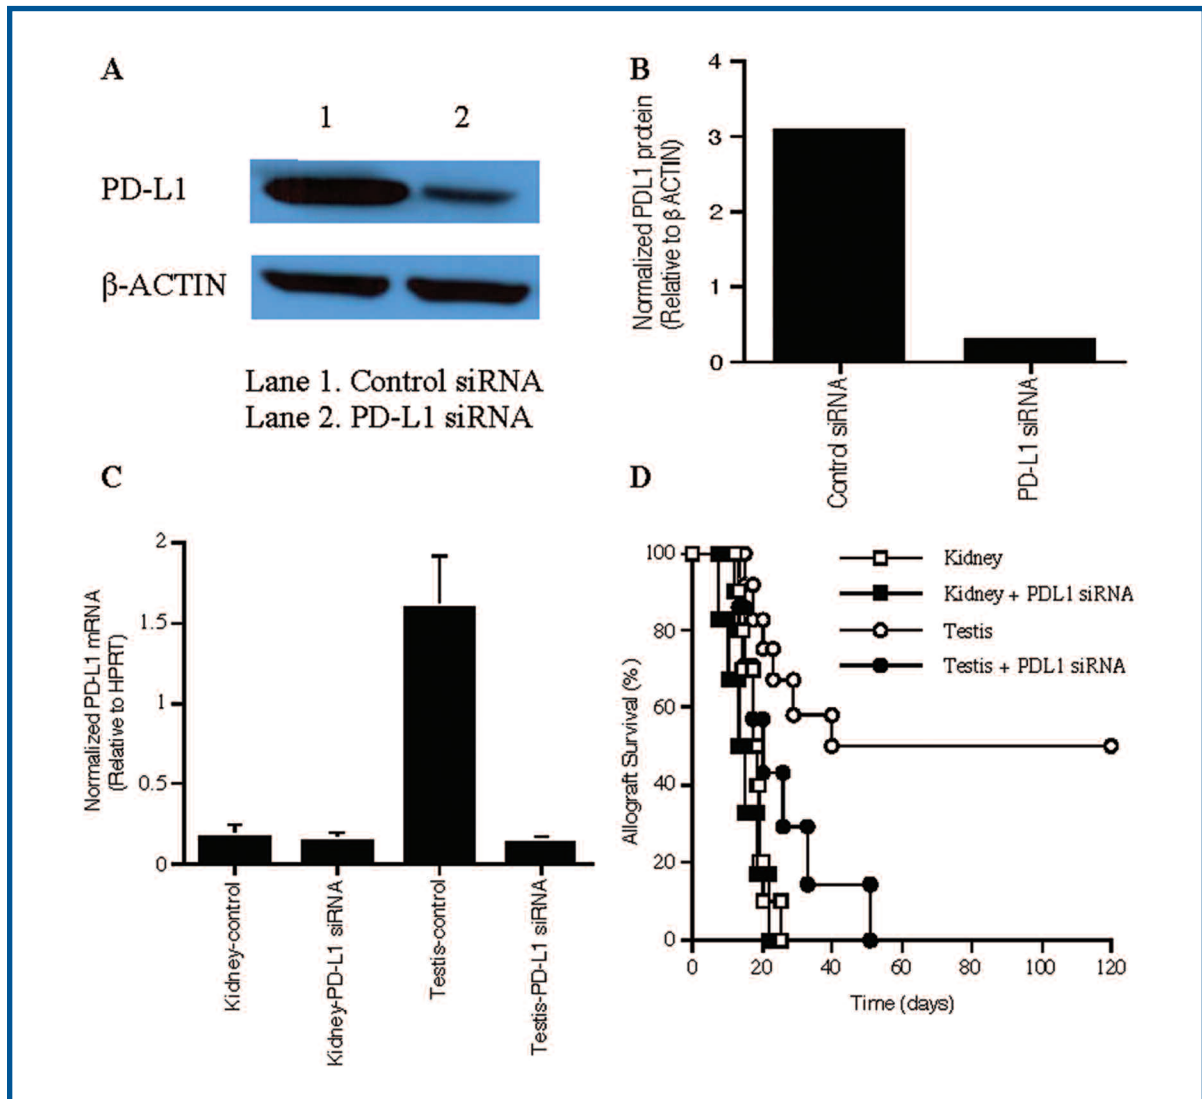 A
1 2
PD-L1
β-ACTIN
Lane 1. Control siRNA
Lane 2. PD-L1 siRNA
B
Normalized PDL1 protein
(Relative to β ACTIN)
4
3
2
1
0
Control siRNA
PD-L1 siRNA
C
Normalized PD-L1 mRNA
(Relative to HPRT)
2
1.5
1
0.5
0
Kidney-control
Kidney-PD-L1 siRNA
Testis-control
Testis-PD-L1 siRNA
D
Allograft Survival (%)
100
80
60
40
20
0
Kidney
Kidney + PDL1 siRNA
Testis
Testis + PDL1 siRNA
0 20 40 60 80 100 120
Time (days)